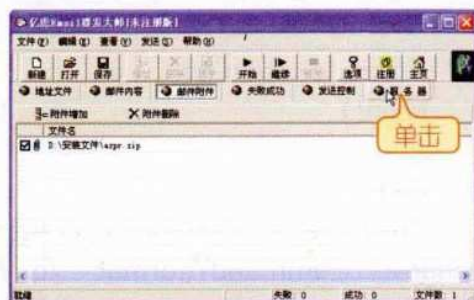 亿虎Email群发大师[未注册版]
文件(F) 编辑(E) 查看(V) 发送(S) 帮助(H)
新建 打开 保存 开始 继续 选项 注册 主页
地址文件 邮件内容 邮件附件 失败成功 发送控制 服务器
附件增加 附件删除
单击
文件名
D:\安装文件\azpr.zip
就绪 失败: 0 成功: 0 文件数: 1